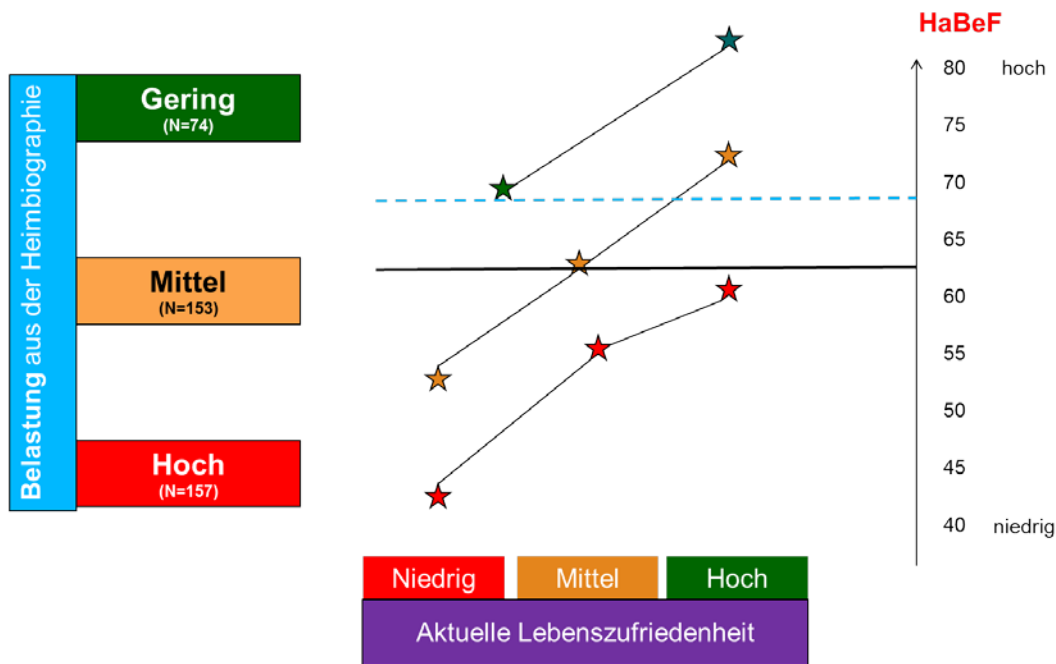 HaBeF
Belastung aus der Heimbiographie
Gering
(N=74)
Mittel
(N=153)
Hoch
(N=157)
80 hoch
75
70
65
60
55
50
45
40 niedrig
Niedrig Mittel Hoch
Aktuelle Lebenszufriedenheit